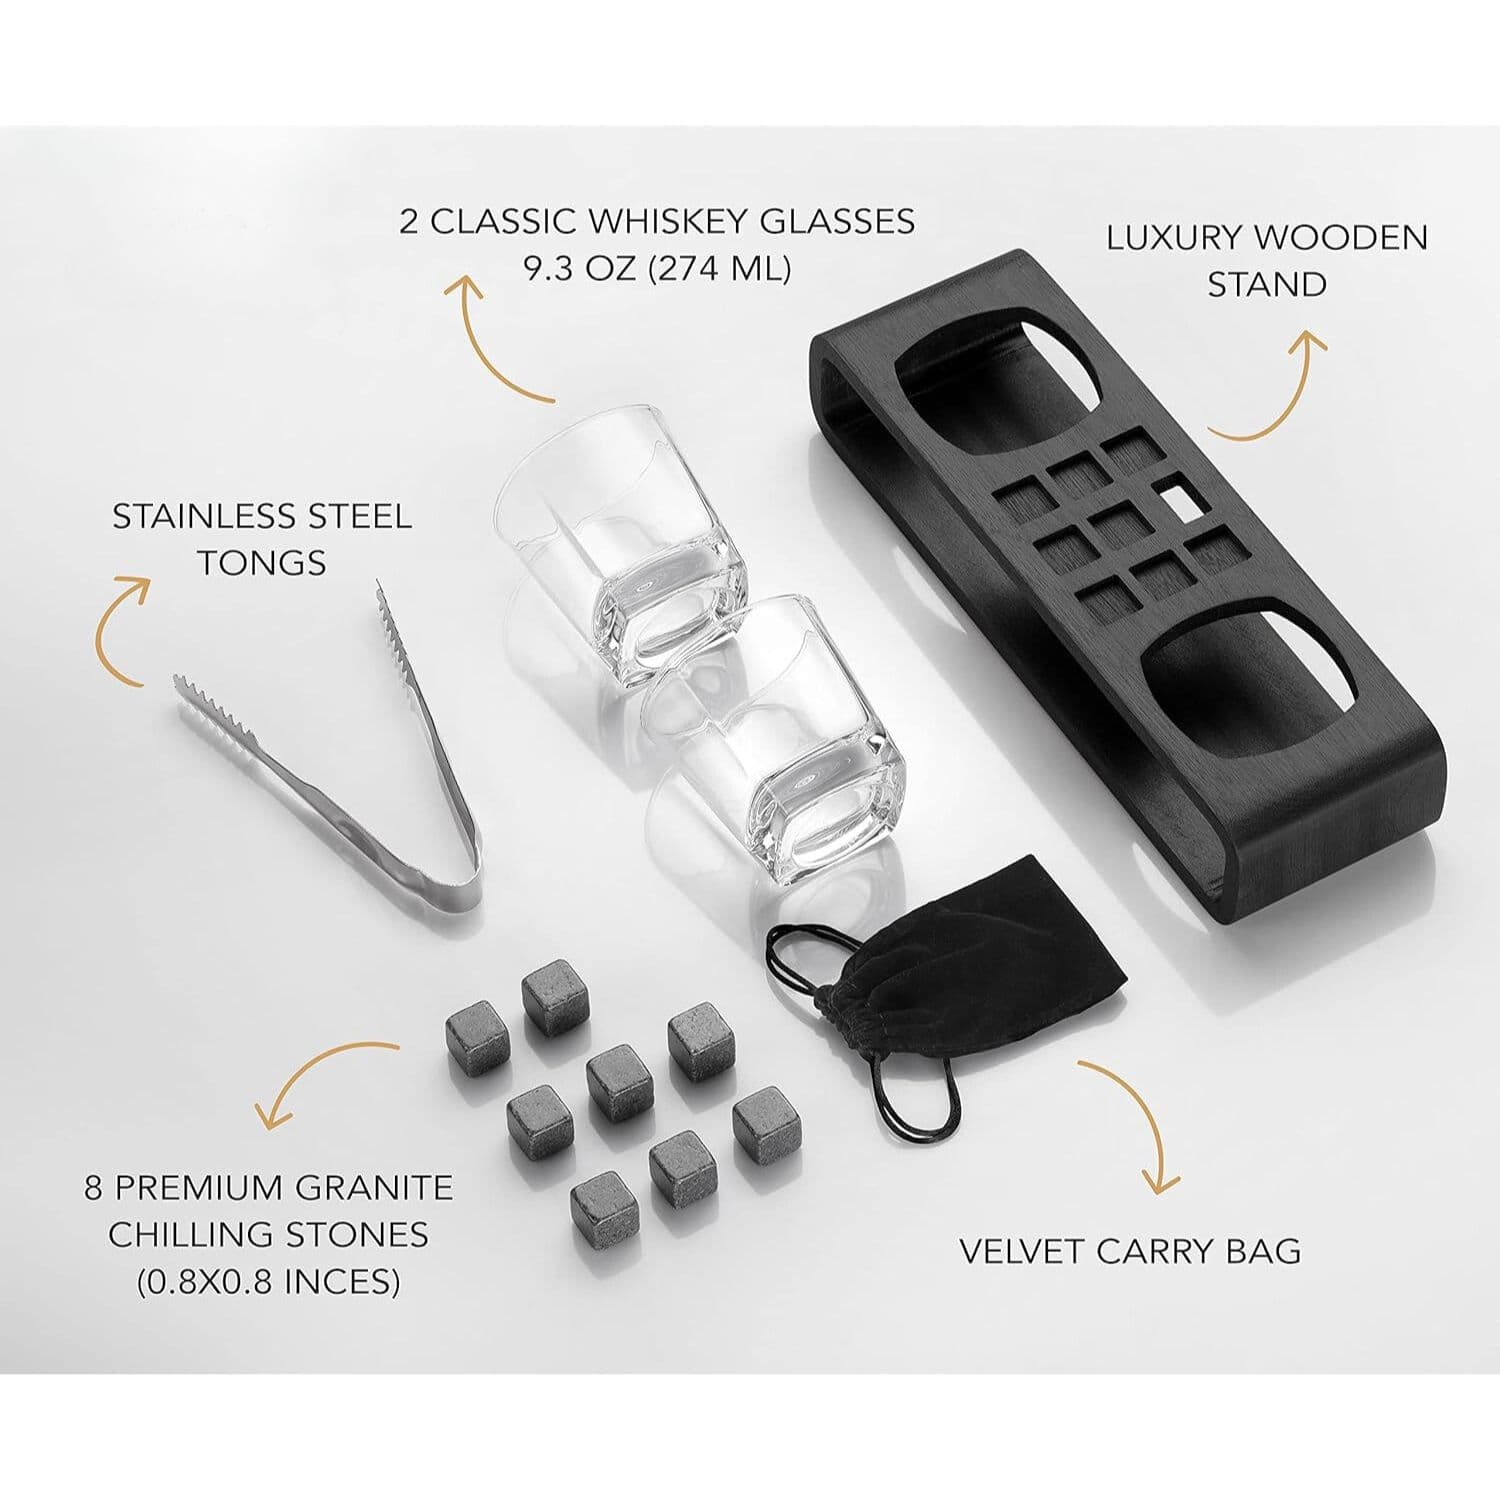 2 CLASSIC WHISKEY GLASSES
9.3 OZ (274 ML)
LUXURY WOODEN
STAND
STAINLESS STEEL
TONGS
8 PREMIUM GRANITE
CHILLING STONES
(0.8X0.8 INCES)
VELVET CARRY BAG